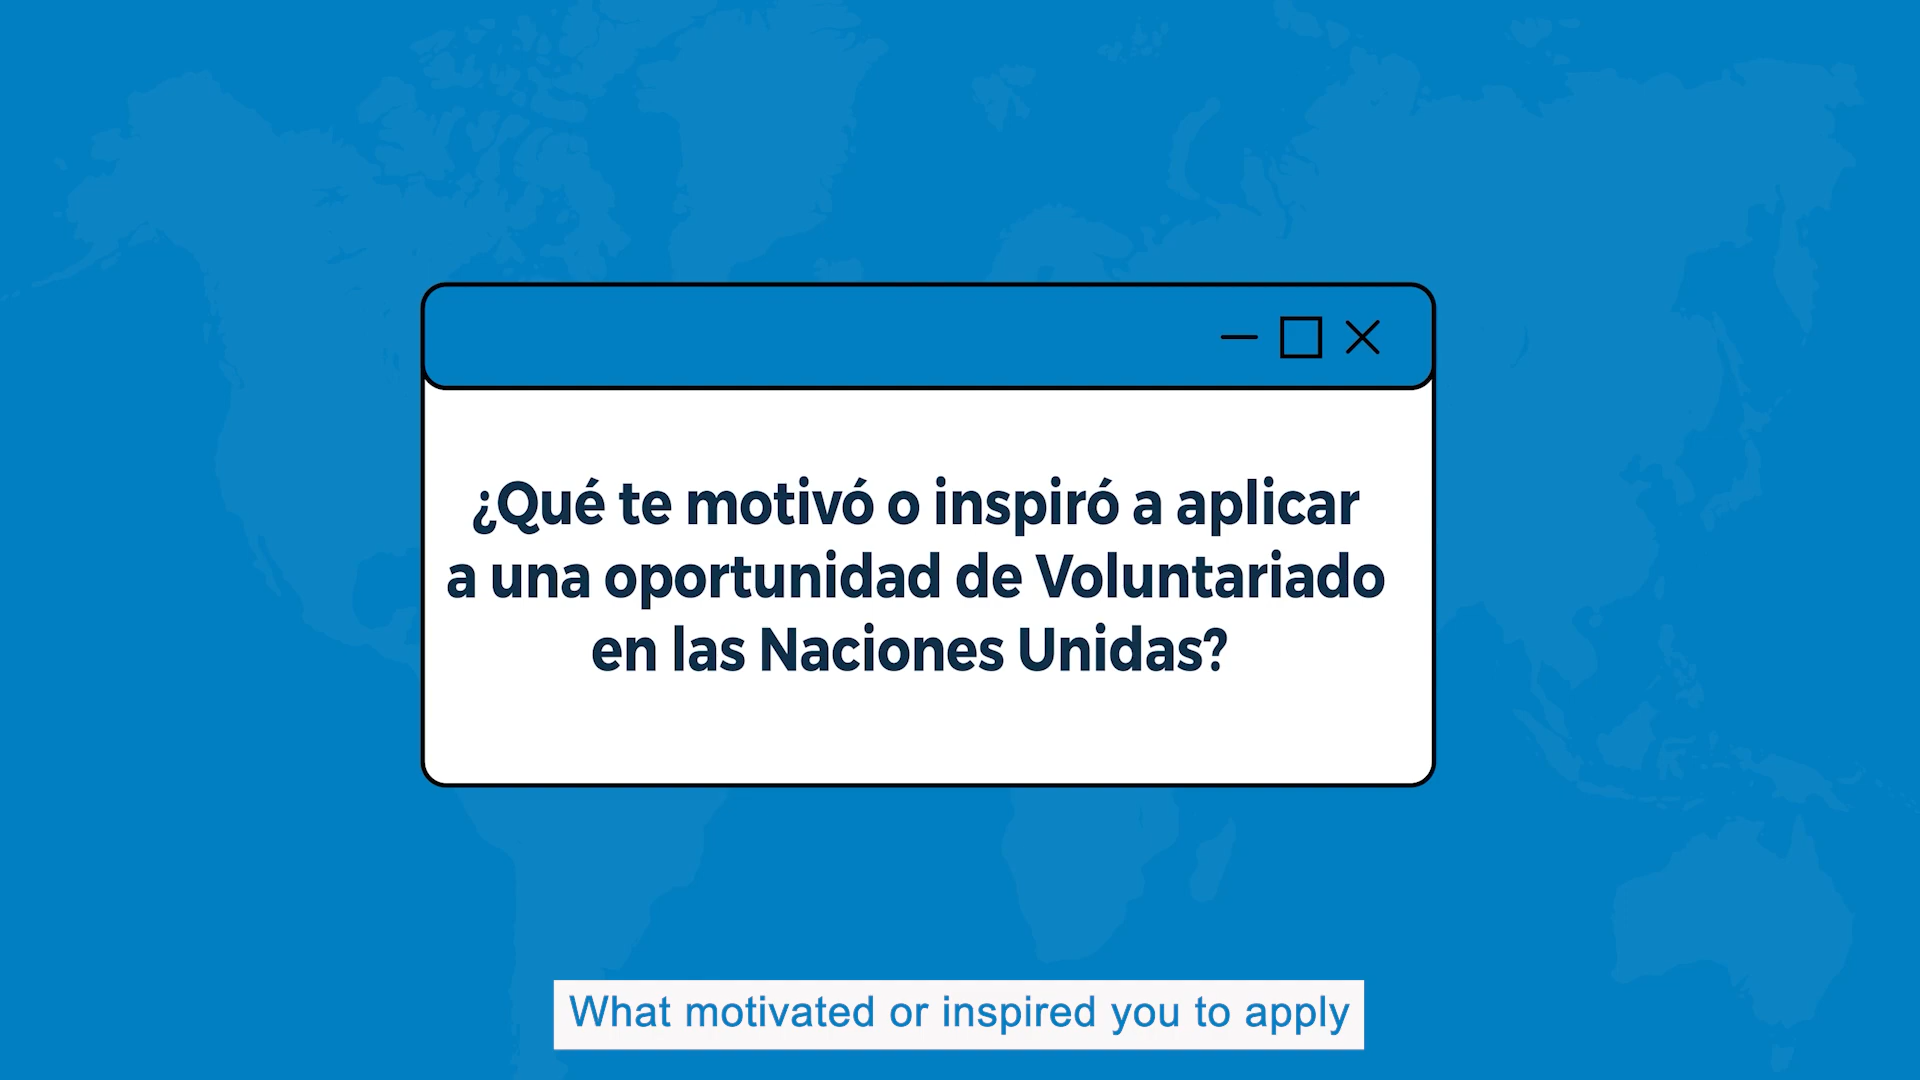 ¿Qué te motivó o inspiró a aplicar
a una oportunidad de Voluntariado
en las Naciones Unidas?
What motivated or inspired you to apply